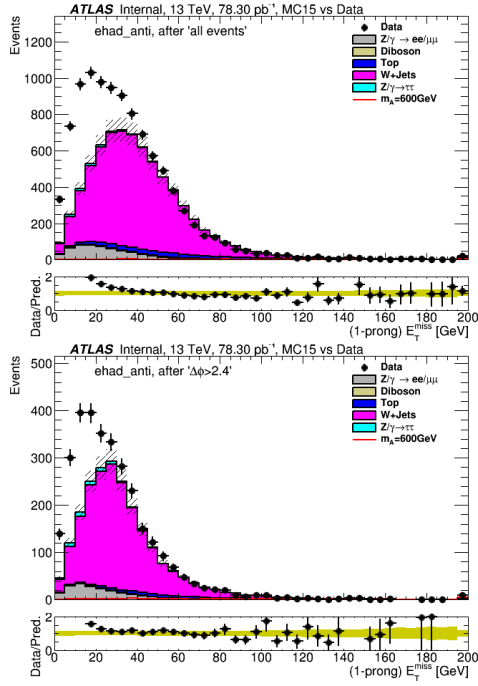 ATLAS Internal, 13 TeV, 78.30 pb⁻¹, MC15 vs Data
Events
ehad_anti, after 'all events'
Data
Z/γ → ee/μμ
Diboson
Top
W+Jets
Z/γ→ττ
m_A=600GeV
1200
1000
800
600
400
200
0
Data/Pred.
2
1
0
0 20 40 60 80 100 120 140 160 180 200
(1-prong) E_T^miss [GeV]
ATLAS Internal, 13 TeV, 78.30 pb⁻¹, MC15 vs Data
Events
ehad_anti, after 'Δϕ>2.4'
Data
Z/γ → ee/μμ
Diboson
Top
W+Jets
Z/γ→ττ
m_A=600GeV
500
400
300
200
100
0
Data/Pred.
2
1
0
0 20 40 60 80 100 120 140 160 180 200
(1-prong) E_T^miss [GeV]